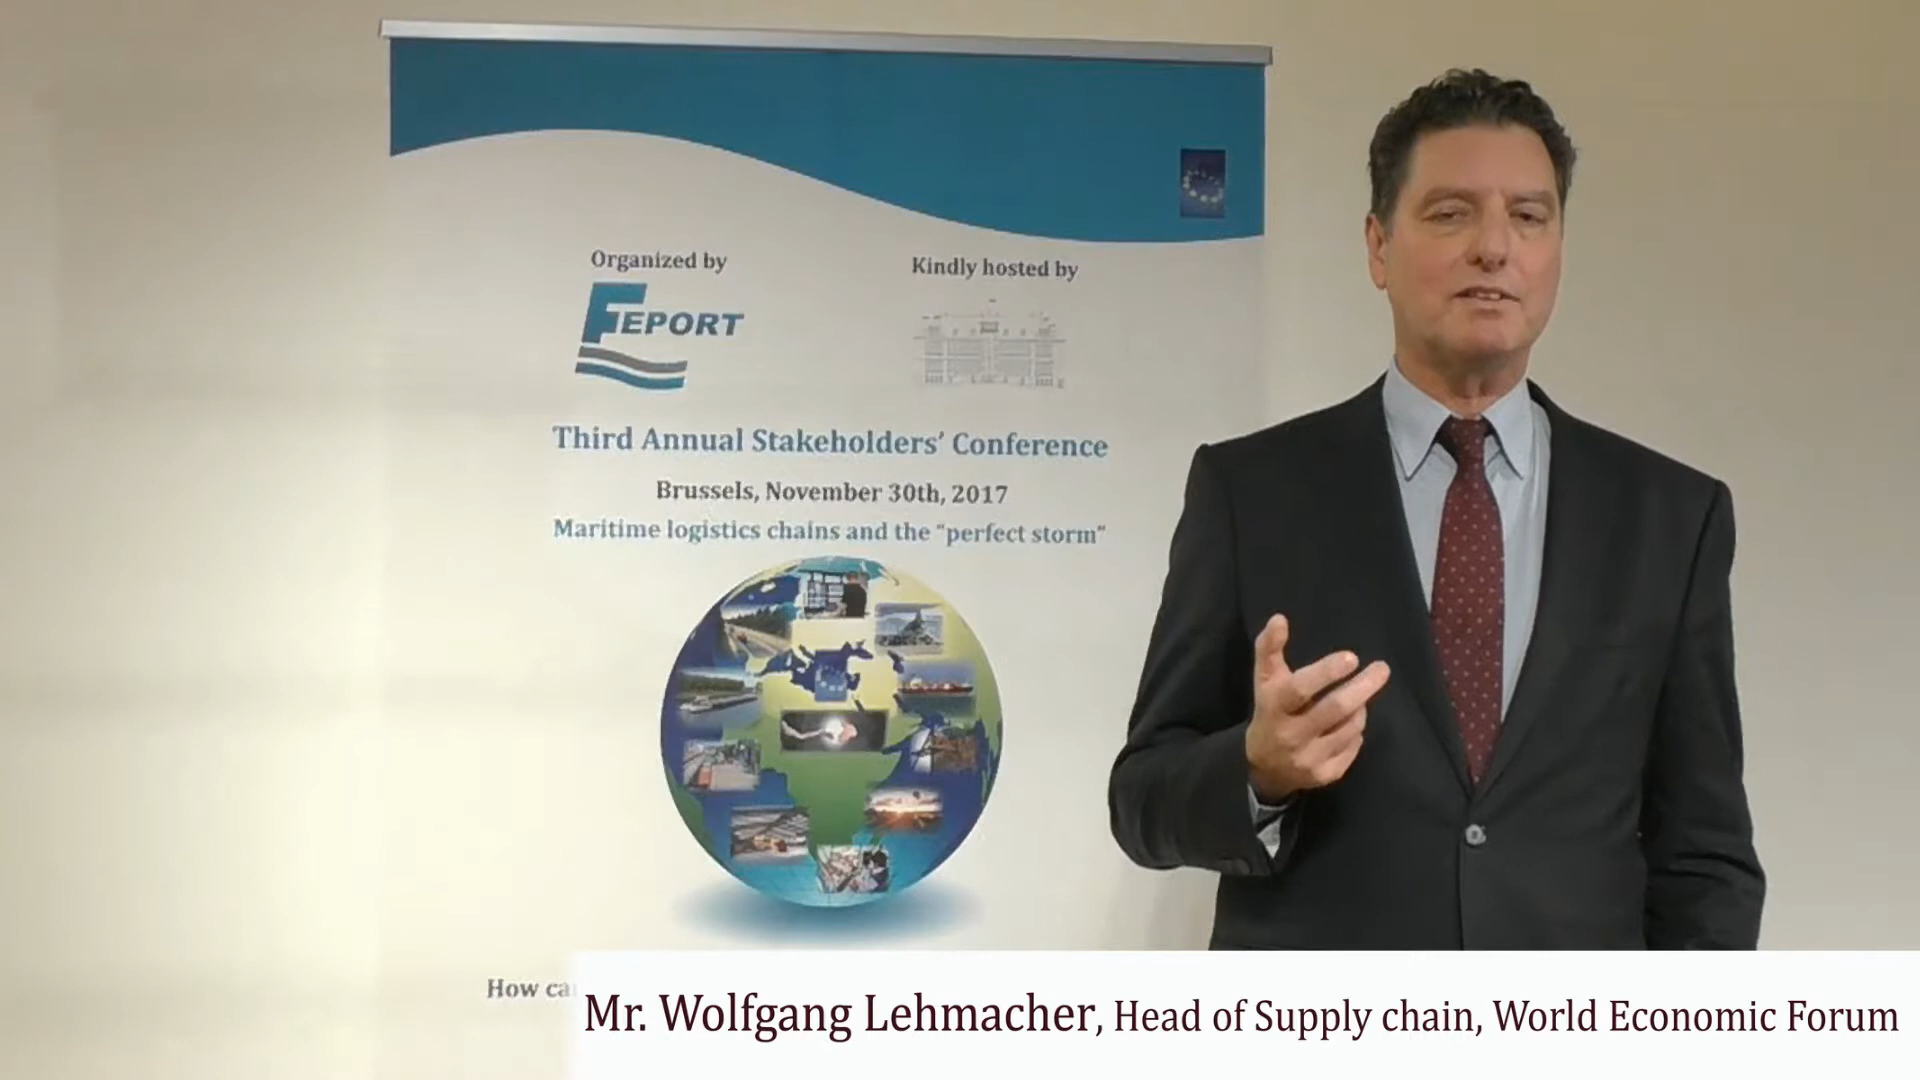 Organized by
Kindly hosted by
FEPORT
Third Annual Stakeholders' Conference
Brussels, November 30th, 2017
Maritime logistics chains and the "perfect storm"
How ca
Mr. Wolfgang Lehmacher, Head of Supply chain, World Economic Forum